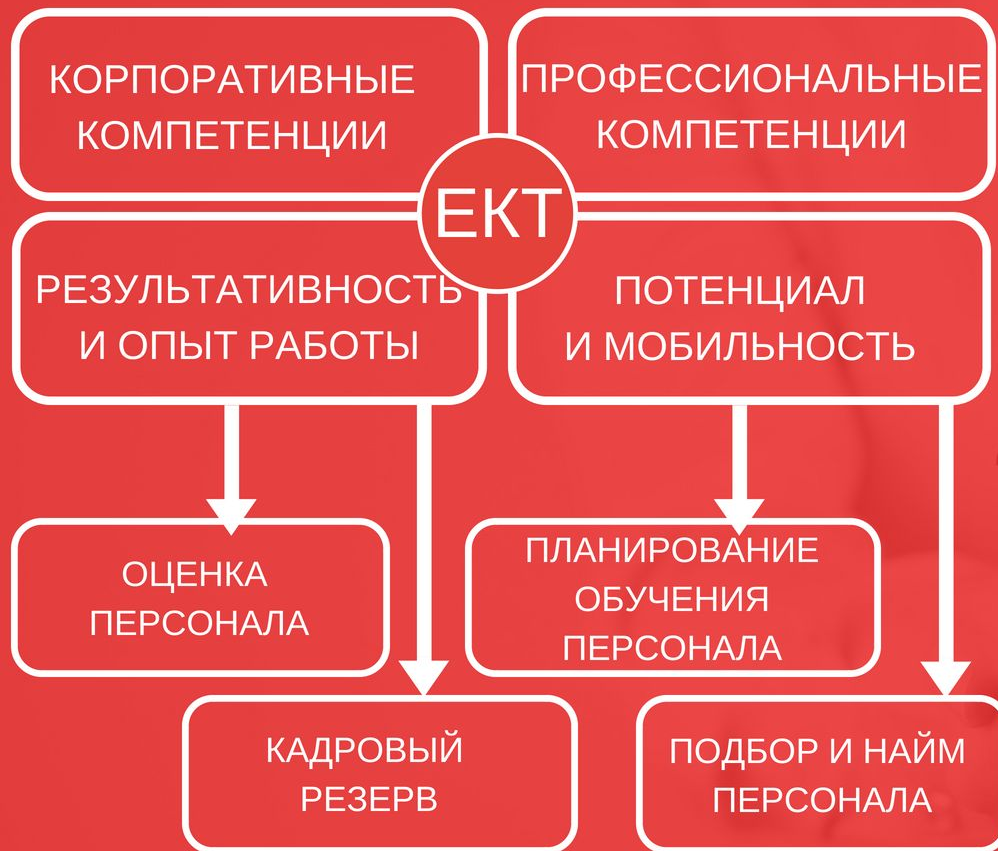 КОРПОРАТИВНЫЕ
КОМПЕТЕНЦИИ
ПРОФЕССИОНАЛЬНЫЕ
КОМПЕТЕНЦИИ
ЕКТ
РЕЗУЛЬТАТИВНОСТЬ
И ОПЫТ РАБОТЫ
ПОТЕНЦИАЛ
И МОБИЛЬНОСТЬ
ОЦЕНКА
ПЕРСОНАЛА
ПЛАНИРОВАНИЕ
ОБУЧЕНИЯ
ПЕРСОНАЛА
КАДРОВЫЙ
РЕЗЕРВ
ПОДБОР И НАЙМ
ПЕРСОНАЛА